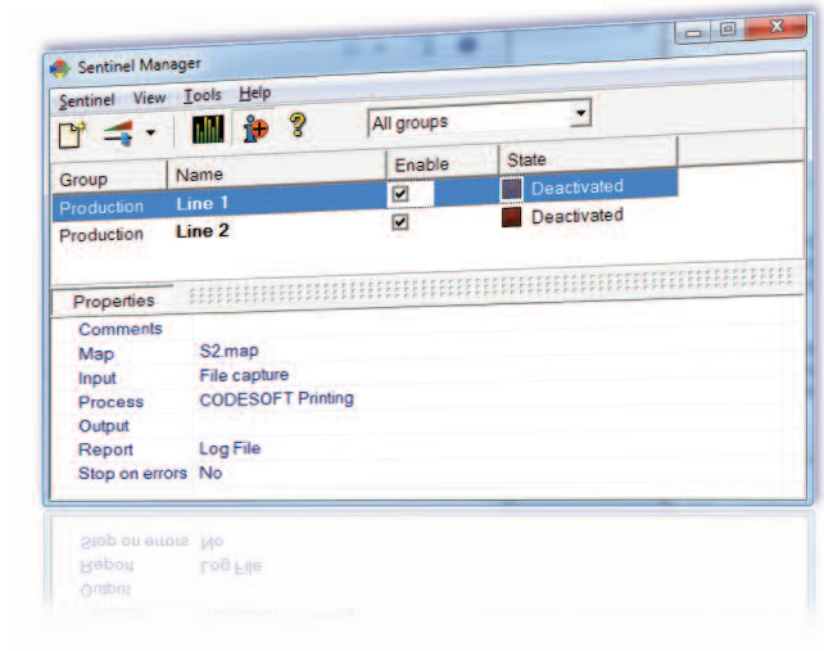 Sentinel Manager
Sentinel View Tools Help
All groups
Group Name Enable State
Production Line 1 Deactivated
Production Line 2 Deactivated
Properties
Comments
Map S2.map
Input File capture
Process CODESOFT Printing
Output
Report Log File
Stop on errors No